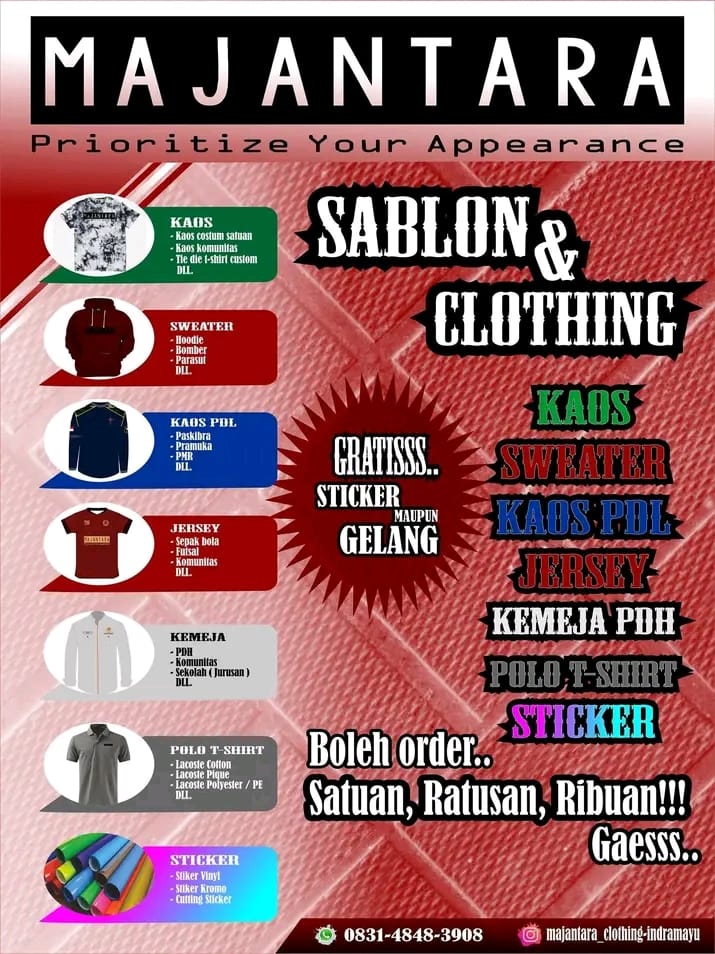 MAJANTARA
Prioritize Your Appearance
SABLON
&
CLOTHING
KAOS
- Kaos costum satuan
- Kaos komunitas
- Tie die t-shirt custom
DLL.
SWEATER
- Hoodie
- Bomber
- Parasut
DLL.
KAOS PDL
- Paskibra
- Pramuka
- PMR
DLL.
JERSEY
- Sepak bola
- Futsal
- Komunitas
DLL.
KEMEJA
- PDH
- Komunitas
- Sekolah ( Jurusan )
DLL.
POLO T-SHIRT
- Lacoste Cotton
- Lacoste Pique
- Lacoste Polyester / PE
DLL.
STICKER
- Stiker Vinyl
- Stiker Kromo
- Cutting Sticker
GRATISSS..
STICKER
MAUPUN
GELANG
KAOS
SWEATER
KAOS PDL
JERSEY
KEMEJA PDH
POLO T-SHIRT
STICKER
Boleh order..
Satuan, Ratusan, Ribuan!!!
Gaesss..
0831-4848-3908
majantara_clothing-indramayu
MAJANTARA
MAJANTARA